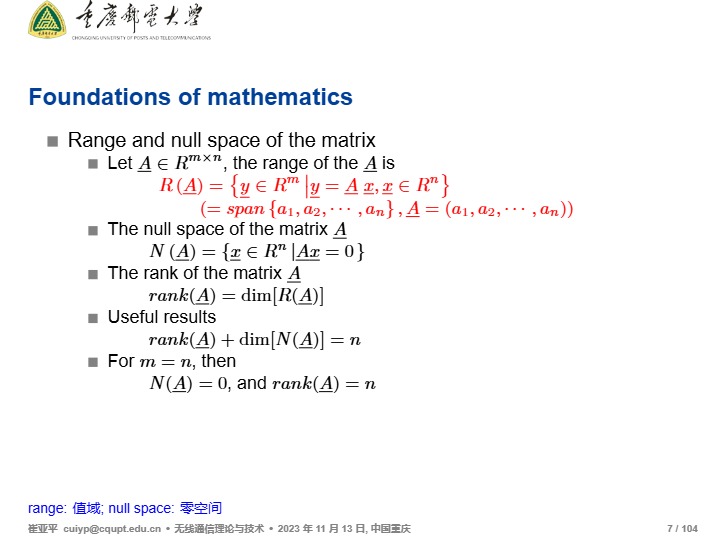 重慶郵電大學
CHONGQING UNIVERSITY OF POSTS AND TELECOMMUNICATIONS
Foundations of mathematics
Range and null space of the matrix
Let A ∈ R^{m×n}, the range of the A is
R (A) = {y ∈ R^m | y = A x, x ∈ R^n}
(= span {a_1, a_2, ⋯ , a_n} , A = (a_1, a_2, ⋯ , a_n))
The null space of the matrix A
N (A) = {x ∈ R^n | Ax = 0}
The rank of the matrix A
rank(A) = dim[R(A)]
Useful results
rank(A) + dim[N(A)] = n
For m = n, then
N(A) = 0, and rank(A) = n
range: 值域; null space: 零空间
崔亚平 cuiyp@cqupt.edu.cn • 无线通信理论与技术 • 2023 年 11 月 13 日, 中国重庆 7 / 104